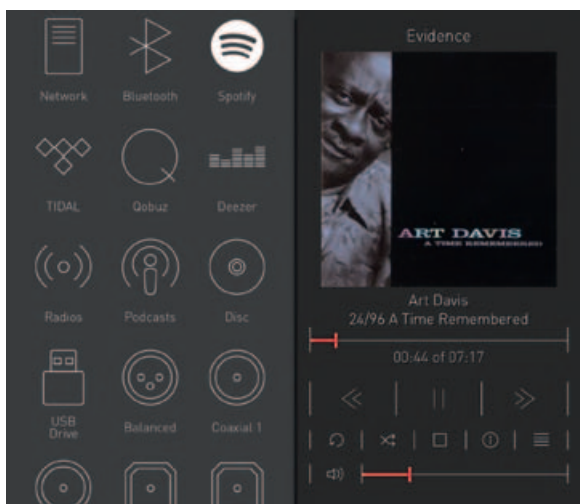 Network Bluetooth Spotify
TIDAL Qobuz Deezer
Radios Podcasts Disc
USB
Drive Balanced Coaxial 1
Evidence
ART DAVIS
A TIME REMEMBERED
Art Davis
24/96 A Time Remembered
00:44 of 07:17